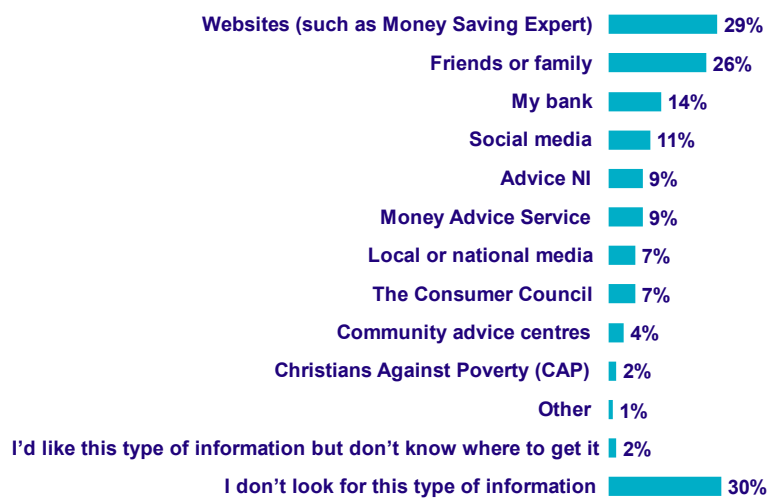 Websites (such as Money Saving Expert) 29%
Friends or family 26%
My bank 14%
Social media 11%
Advice NI 9%
Money Advice Service 9%
Local or national media 7%
The Consumer Council 7%
Community advice centres 4%
Christians Against Poverty (CAP) 2%
Other 1%
I’d like this type of information but don’t know where to get it 2%
I don’t look for this type of information 30%